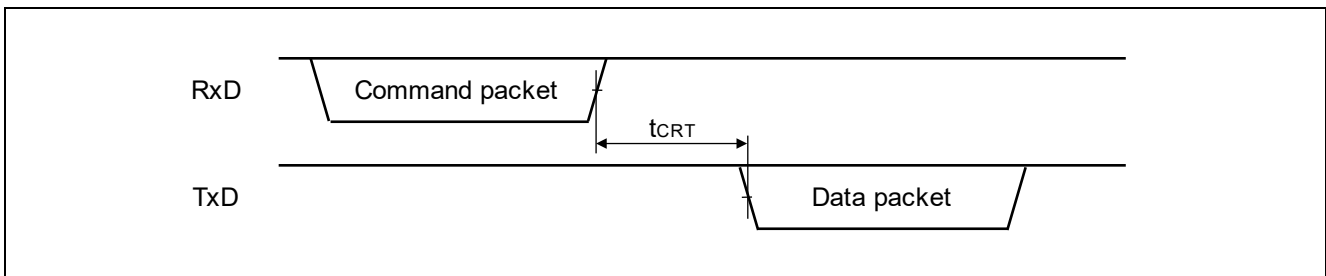 RxD
Command packet
tCRT
TxD
Data packet